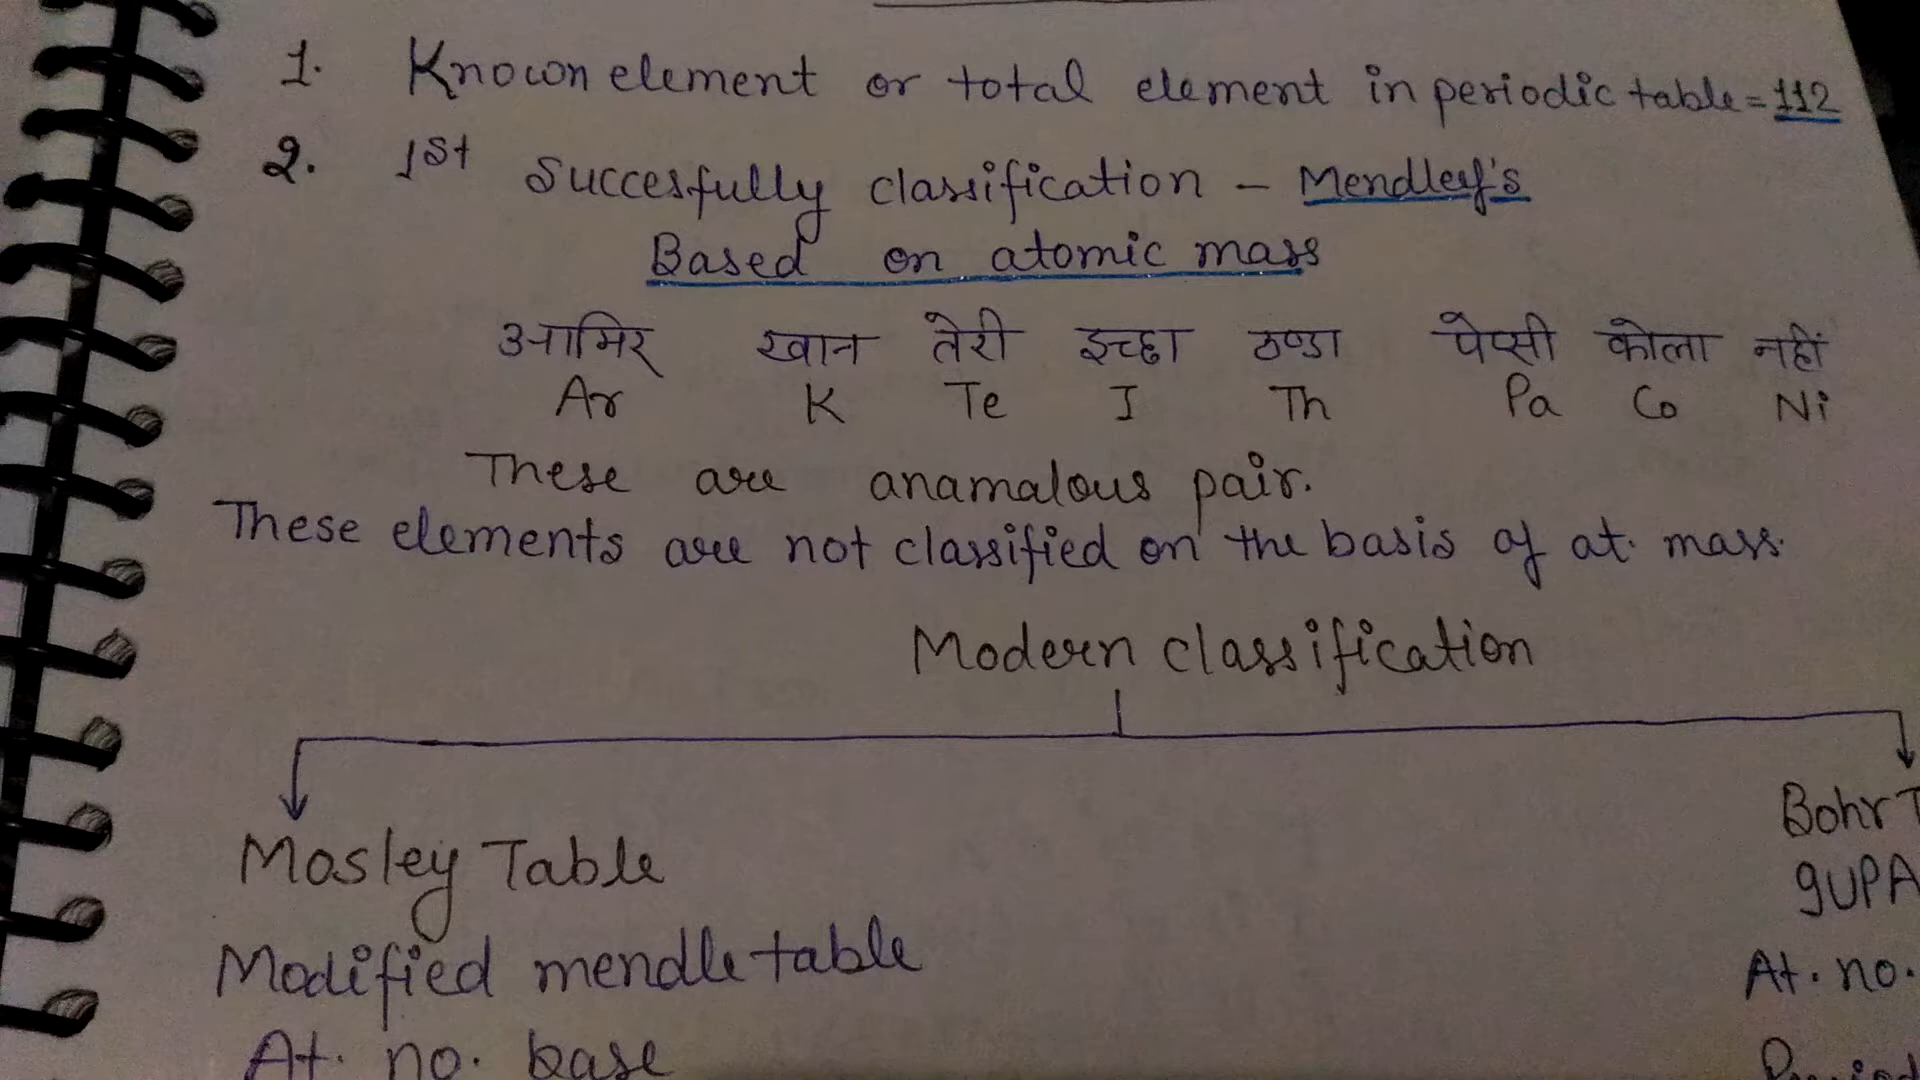 1. Known element or total element in periodic table = 112
2. 1st Succesfully classification – Mendleef's
Based on atomic mass
आमिर खान तेरी इच्छा ठण्डा पेप्सी कोला नहीं
Ar K Te I Th Pa Co Ni
These are anamalous pair.
These elements are not classified on the basis of at. mass.
Modern classification
Mosley Table
Modified mendle table
At. no. base
Bohr T
gUPA
At. no.
Period